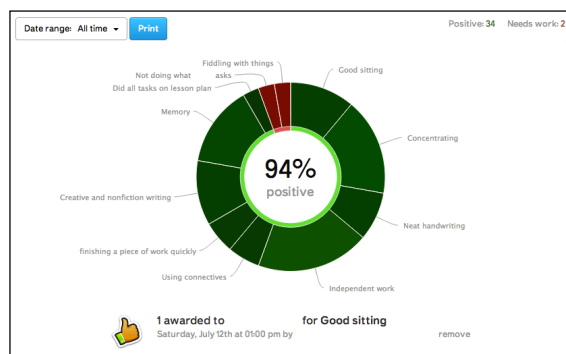 Date range: All time Print
Positive: 34 Needs work: 2
Fiddling with things
Good sitting
Not doing what
asks
Did all tasks on lesson plan
Memory
Concentrating
94%
positive
Creative and nonfiction writing
Neat handwriting
finishing a piece of work quickly
Using connectives
Independent work
1 awarded to for Good sitting
Saturday, July 12th at 01:00 pm by remove